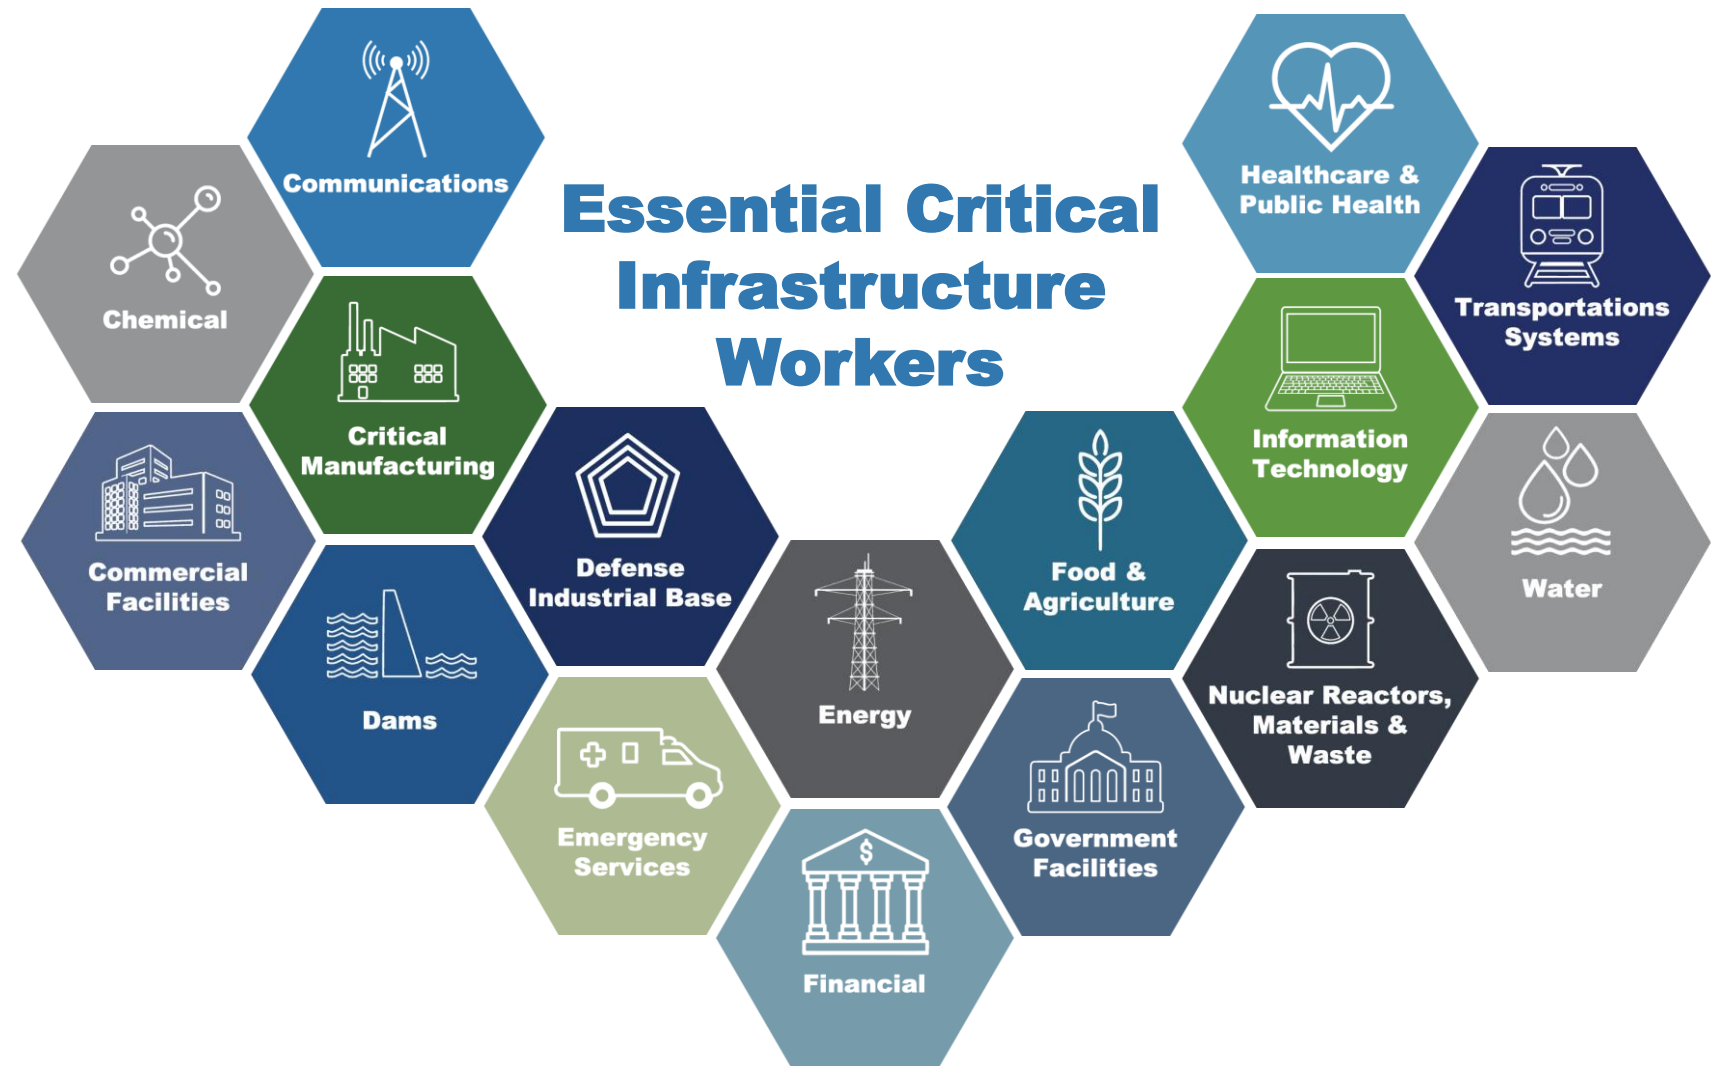 Essential Critical
Infrastructure
Workers
Communications
Chemical
Critical
Manufacturing
Commercial
Facilities
Dams
Defense
Industrial Base
Emergency
Services
Energy
$
Financial
Food &
Agriculture
Government
Facilities
Healthcare &
Public Health
Information
Technology
Nuclear Reactors,
Materials &
Waste
Transportations
Systems
Water